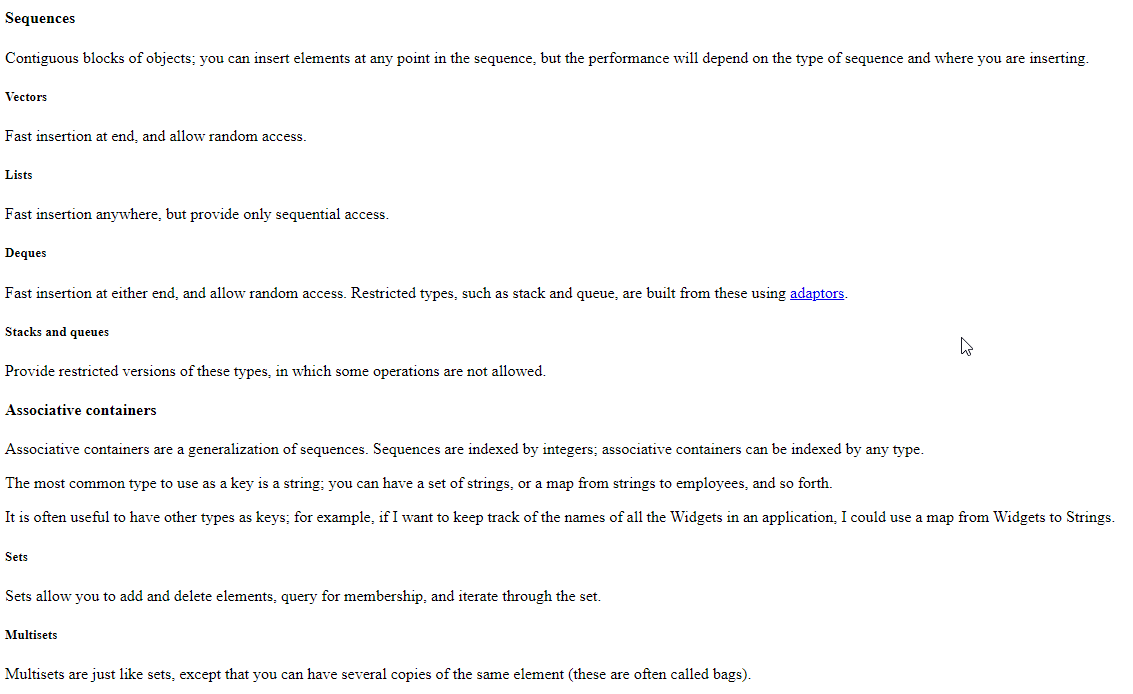 Sequences
Contiguous blocks of objects; you can insert elements at any point in the sequence, but the performance will depend on the type of sequence and where you are inserting.
Vectors
Fast insertion at end, and allow random access.
Lists
Fast insertion anywhere, but provide only sequential access.
Deques
Fast insertion at either end, and allow random access. Restricted types, such as stack and queue, are built from these using adaptors.
Stacks and queues
Provide restricted versions of these types, in which some operations are not allowed.
Associative containers
Associative containers are a generalization of sequences. Sequences are indexed by integers; associative containers can be indexed by any type.
The most common type to use as a key is a string; you can have a set of strings, or a map from strings to employees, and so forth.
It is often useful to have other types as keys; for example, if I want to keep track of the names of all the Widgets in an application, I could use a map from Widgets to Strings.
Sets
Sets allow you to add and delete elements, query for membership, and iterate through the set.
Multisets
Multisets are just like sets, except that you can have several copies of the same element (these are often called bags).